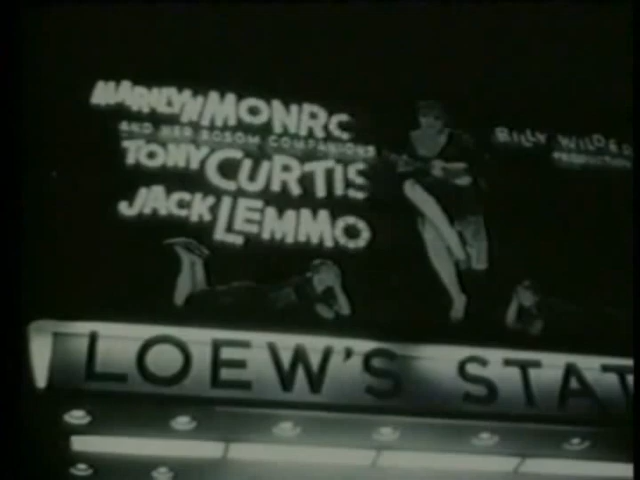 MARILYN MONRO
AND HER BOSOM COMPANIONS
TONY CURTIS
JACK LEMMO
BILLY WILDER
PRODUCTION
LOEW'S STAT